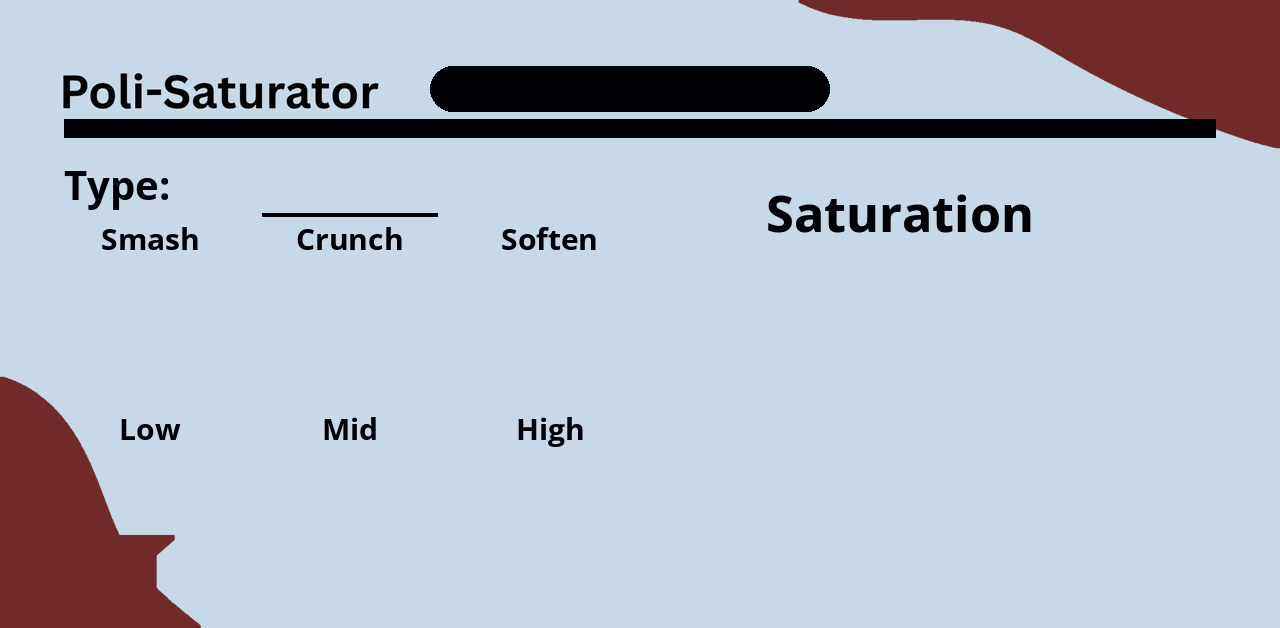 Poli-Saturator
Type:
Saturation
Smash Crunch Soften
Low Mid High